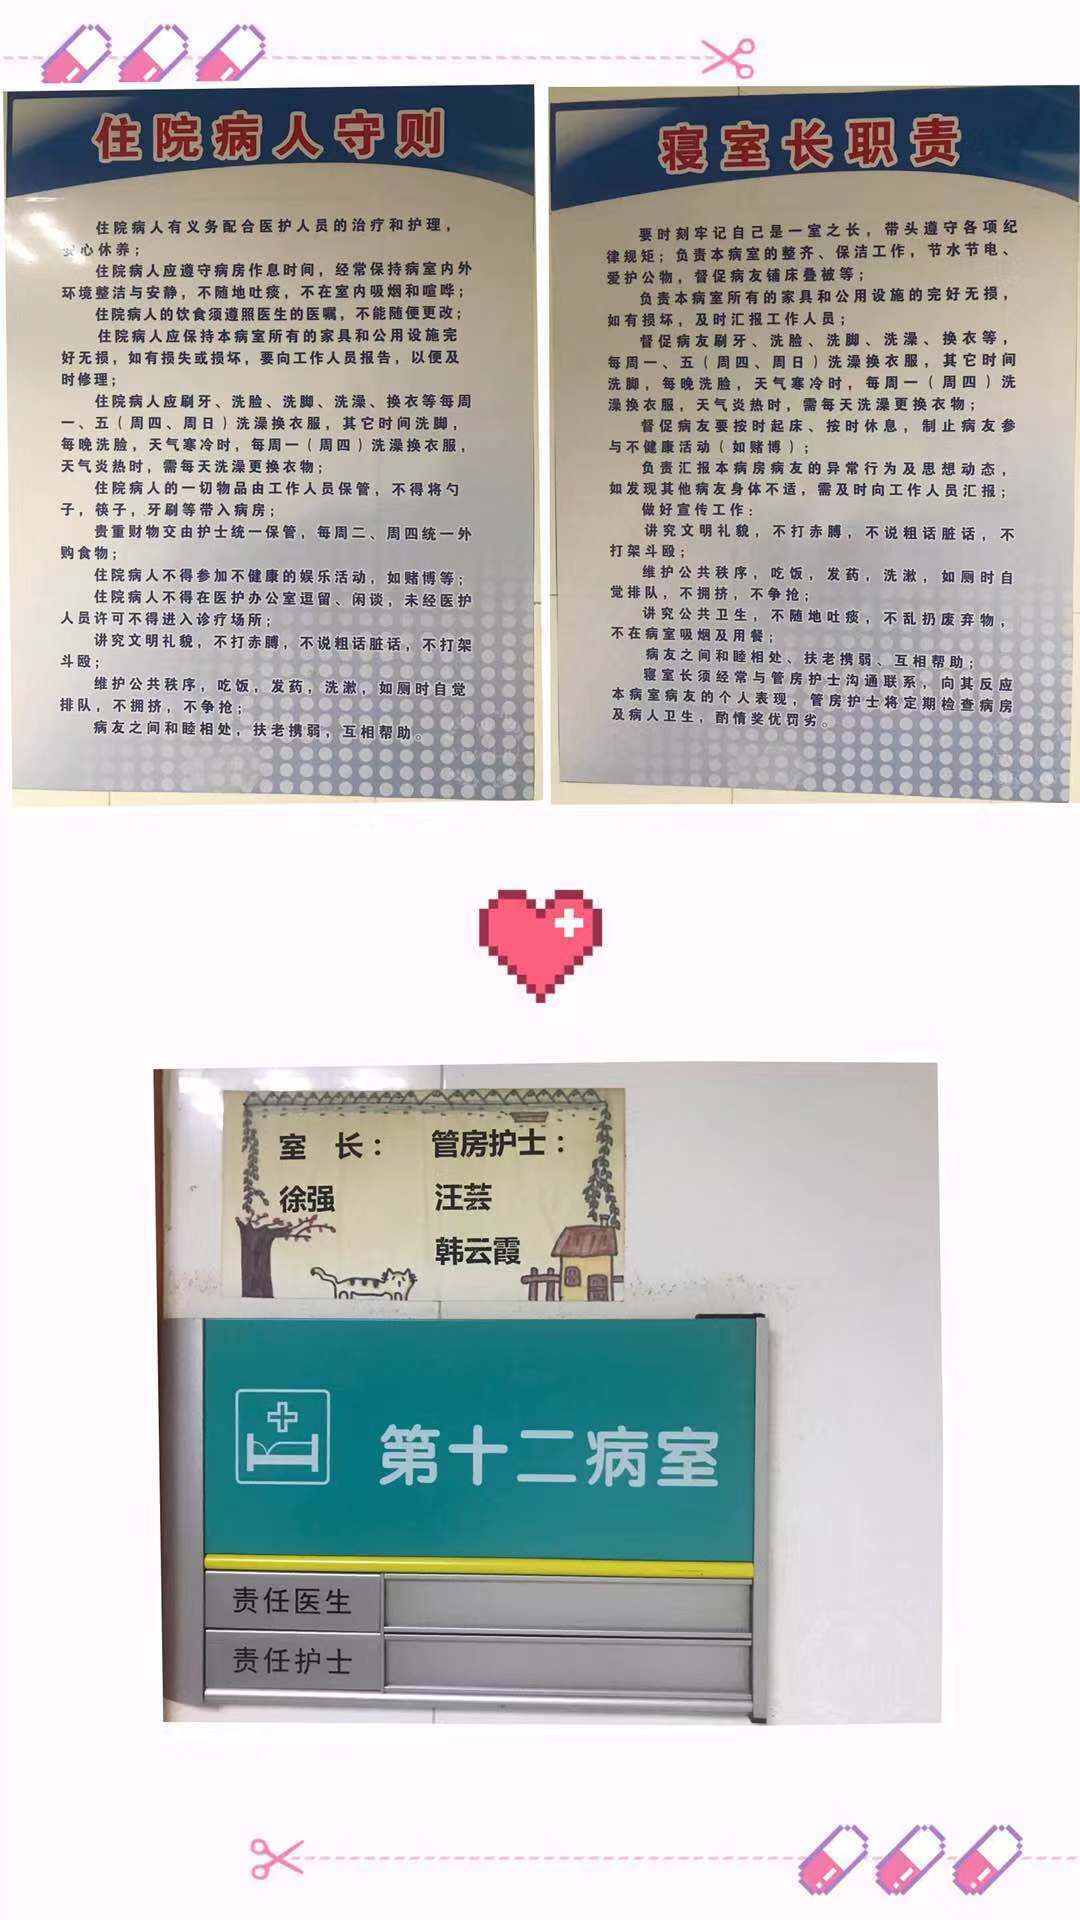 住院病人守则
住院病人有义务配合医护人员的治疗和护理，
心休养；
住院病人应遵守病房作息时间，经常保持病室内外
环境整洁与安静，不随地吐痰，不在室内吸烟和喧哗；
住院病人的饮食须遵照医生的医嘱，不能随便更改；
住院病人应保持本病室所有的家具和公用设施完
好无损，如有损失或损坏，要向工作人员报告，以便及
时修理；
住院病人应刷牙、洗脸、洗脚、洗澡、换衣等每周
一、五（周四、周日）洗澡换衣服，其它时间洗脚，
每晚洗脸，天气寒冷时，每周一（周四）洗澡换衣服，
天气炎热时，需每天洗澡更换衣物；
住院病人的一切物品由工作人员保管，不得将勺
子，筷子，牙刷等带入病房；
贵重财物交由护士统一保管，每周二、周四统一外
购食物；
住院病人不得参加不健康的娱乐活动，如赌博等；
住院病人不得在医护办公室逗留、闲谈，未经医护
人员许可不得进入诊疗场所；
讲究文明礼貌，不打赤膊，不说粗话脏话，不打架
斗殴；
维护公共秩序，吃饭，发药，洗漱，如厕时自觉
排队，不拥挤，不争抢；
病友之间和睦相处，扶老携弱，互相帮助。
寝室长职责
要时刻牢记自己是一室之长，带头遵守各项纪
律规矩；负责本病室的整齐、保洁工作，节水节电、
爱护公物，督促病友铺床叠被等；
负责本病室所有的家具和公用设施的完好无损，
如有损坏，及时汇报工作人员；
督促病友刷牙、洗脸、洗脚、洗澡、换衣等，
每周一、五（周四、周日）洗澡换衣服，其它时间
洗脚，每晚洗脸，天气寒冷时，每周一（周四）洗
澡换衣服，天气炎热时，需每天洗澡更换衣物；
督促病友要按时起床、按时休息，制止病友参
与不健康活动（如赌博）；
负责汇报本病房病友的异常行为及思想动态，
如发现其他病友身体不适，需及时向工作人员汇报；
做好宣传工作：
讲究文明礼貌，不打赤膊，不说粗话脏话，不
打架斗殴；
维护公共秩序，吃饭，发药，洗漱，如厕时自
觉排队，不拥挤，不争抢；
讲究公共卫生，不随地吐痰，不乱扔废弃物，
不在病室吸烟及用餐；
病友之间和睦相处、扶老携弱、互相帮助；
寝室长须经常与管房护士沟通联系，向其反应
本病室病友的个人表现，管房护士将定期检查病房
及病人卫生，酌情奖优罚劣。
室 长： 管房护士：
徐强 汪芸
韩云霞
第十二病室
责任医生
责任护士